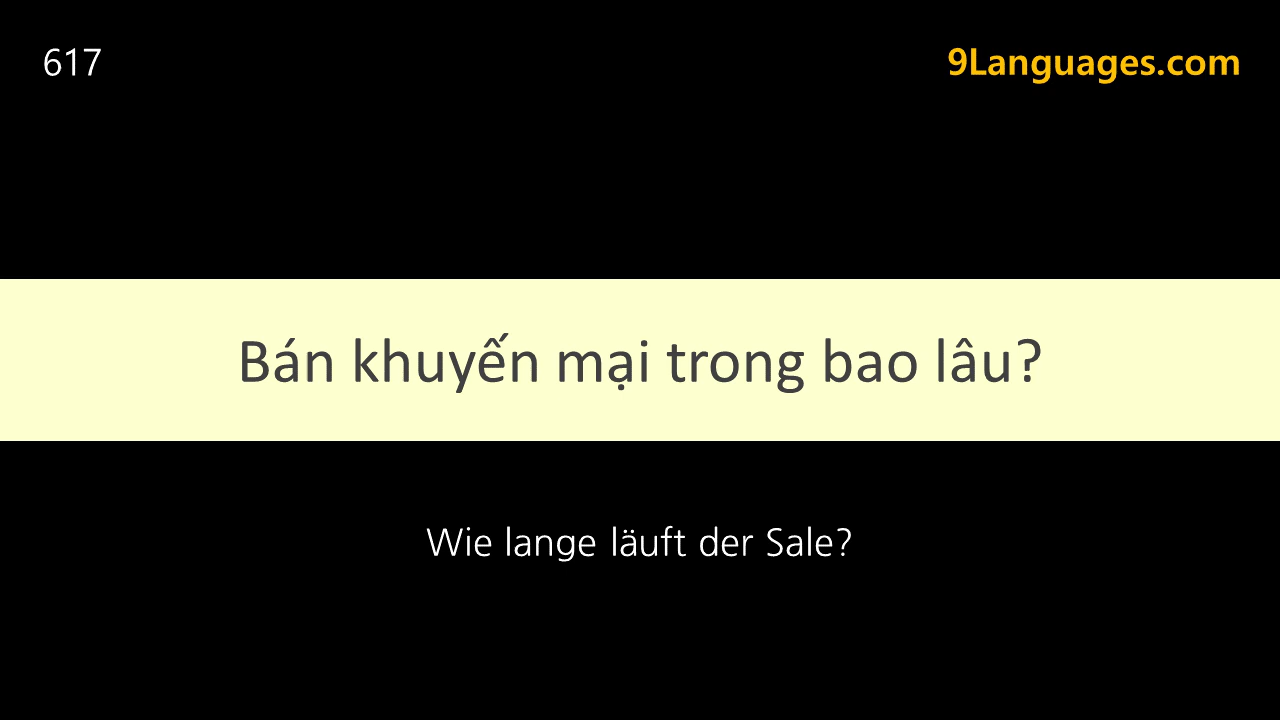 617
9Languages.com
Bán khuyến mại trong bao lâu?
Wie lange läuft der Sale?